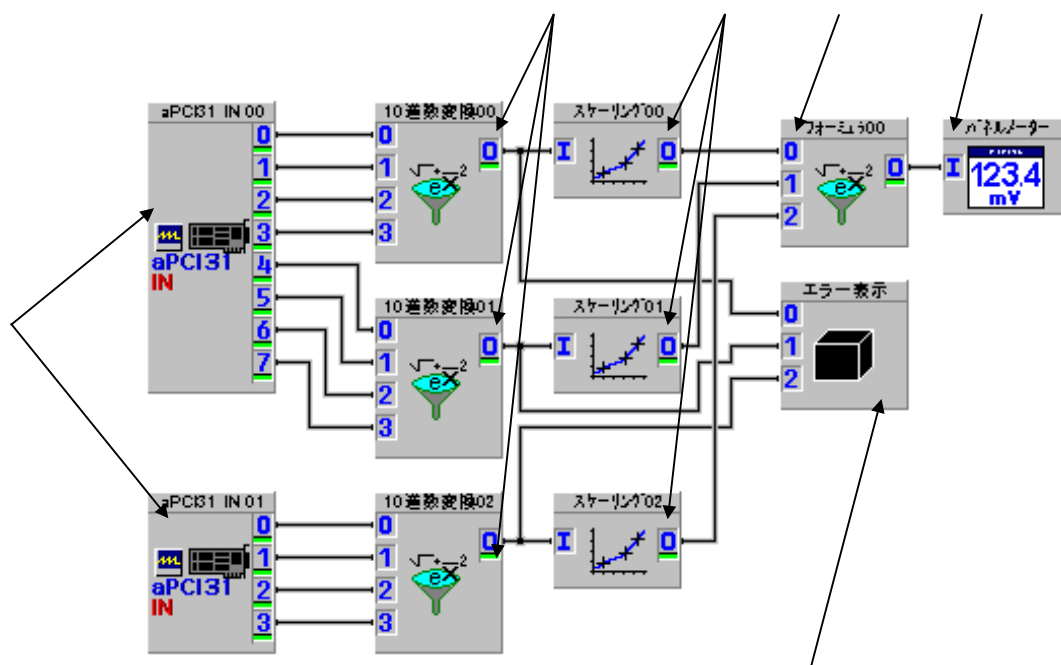 aPCI31 IN 00
0
1
2
3
4
5
6
7
aPCI31
IN
10進数変換00
0
1
2
3
0
スケーリング00
I
0
フォーミュラ00
0
1
2
0
パネルメーター
I
123.4
mV
10進数変換01
0
1
2
3
0
スケーリング01
I
0
エラー表示
0
1
2
aPCI31 IN 01
0
1
2
3
aPCI31
IN
10進数変換02
0
1
2
3
0
スケーリング02
I
0